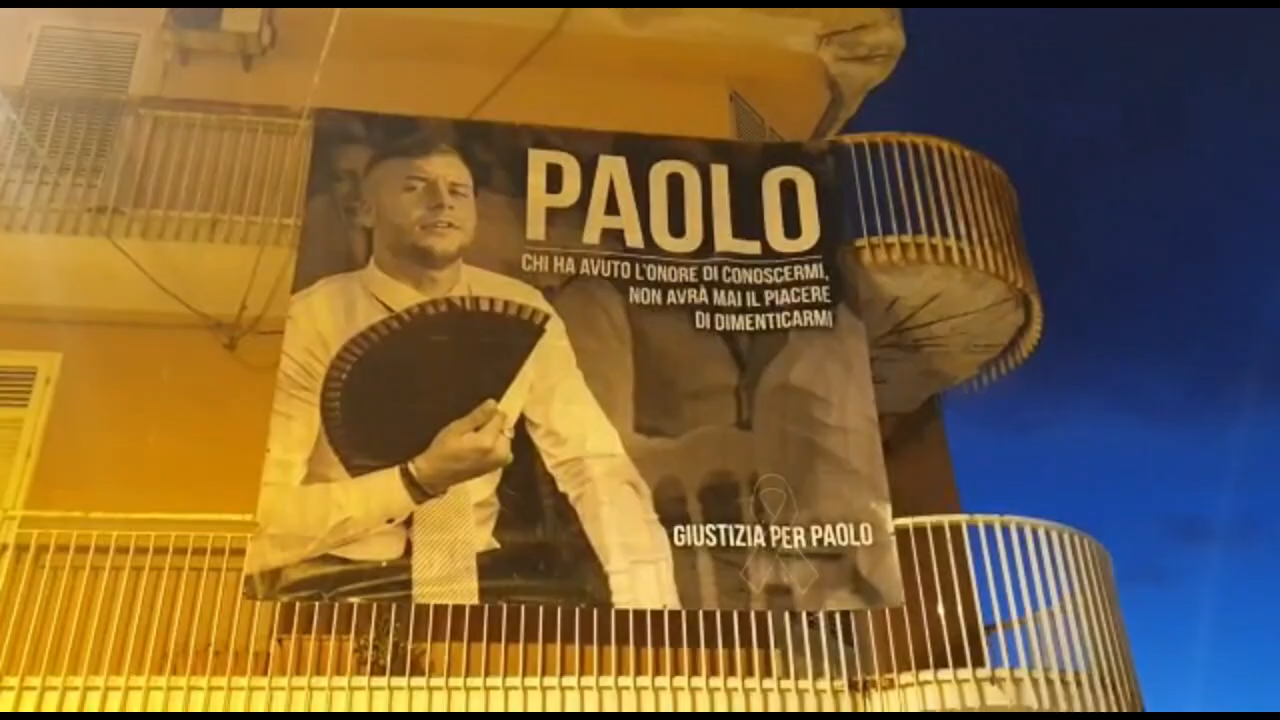 PAOLO
CHI HA AVUTO L'ONORE DI CONOSCERMI,
NON AVRÀ MAI IL PIACERE
DI DIMENTICARMI
GIUSTIZIA PER PAOLO